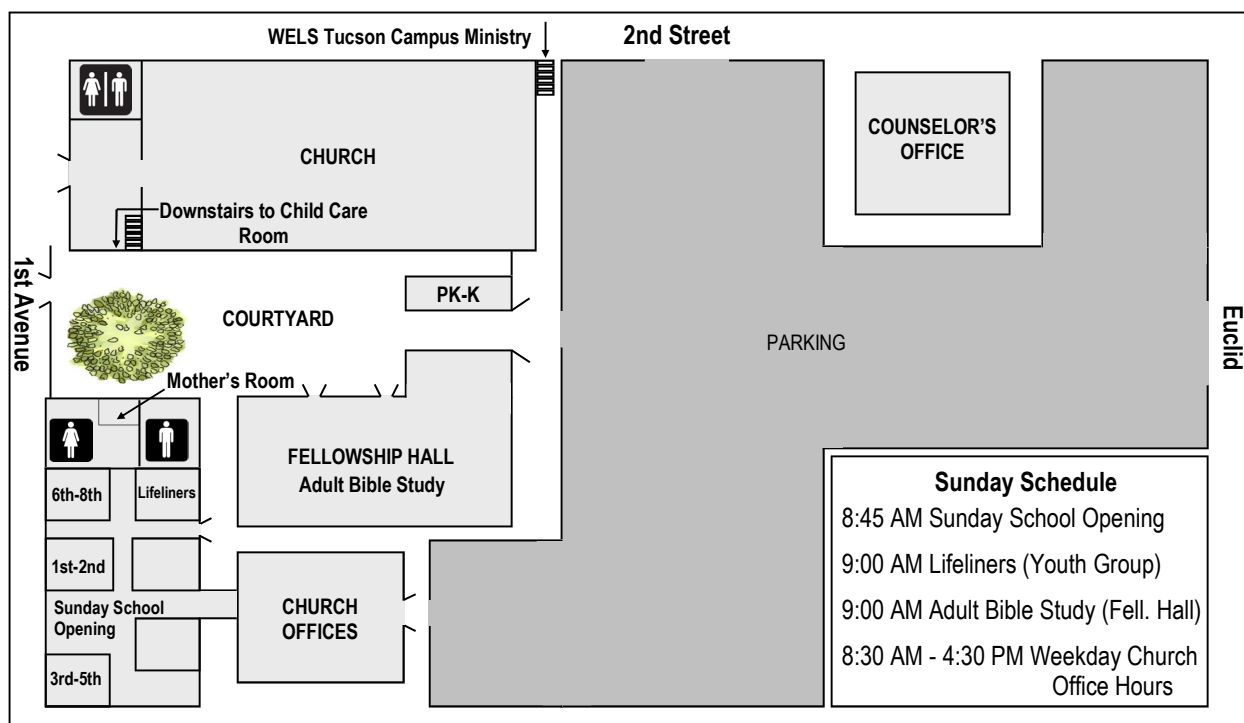 WELS Tucson Campus Ministry
2nd Street
CHURCH
COUNSELOR'S
OFFICE
Downstairs to Child Care
Room
1st Avenue
PK-K
COURTYARD
PARKING
Euclid
Mother's Room
FELLOWSHIP HALL
Adult Bible Study
6th-8th
Lifeliners
1st-2nd
Sunday School
Opening
CHURCH
OFFICES
3rd-5th
Sunday Schedule
8:45 AM Sunday School Opening
9:00 AM Lifeliners (Youth Group)
9:00 AM Adult Bible Study (Fell. Hall)
8:30 AM - 4:30 PM Weekday Church
Office Hours